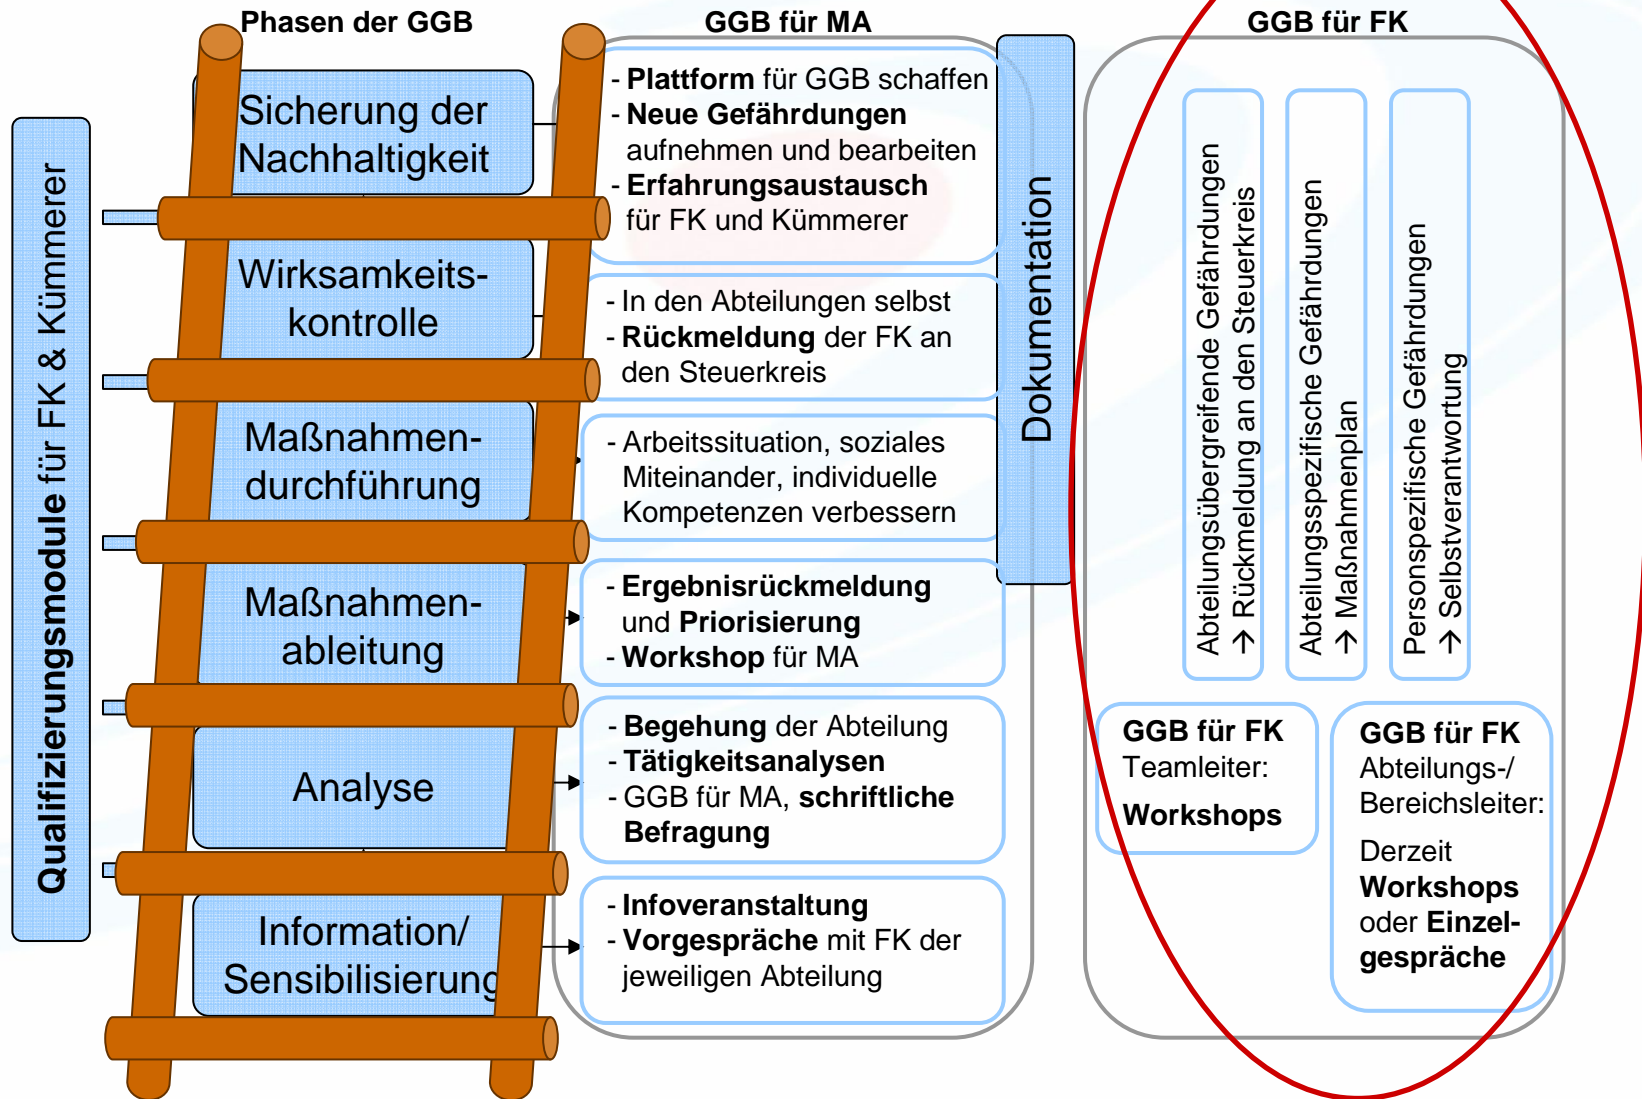 Phasen der GGB
GGB für MA
GGB für FK
Qualifizierungsmodule für FK & Kümmerer
Sicherung der
Nachhaltigkeit
Wirksamkeits-
kontrolle
Maßnahmen-
durchführung
Maßnahmen-
ableitung
Analyse
Information/
Sensibilisierung
- Plattform für GGB schaffen
- Neue Gefährdungen
aufnehmen und bearbeiten
- Erfahrungsaustausch
für FK und Kümmerer
- In den Abteilungen selbst
- Rückmeldung der FK an
den Steuerkreis
- Arbeitssituation, soziales
Miteinander, individuelle
Kompetenzen verbessern
- Ergebnisrückmeldung
und Priorisierung
- Workshop für MA
- Begehung der Abteilung
- Tätigkeitsanalysen
- GGB für MA, schriftliche
Befragung
- Infoveranstaltung
- Vorgespräche mit FK der
jeweiligen Abteilung
Dokumentation
Abteilungsübergreifende Gefährdungen
→ Rückmeldung an den Steuerkreis
Abteilungsspezifische Gefährdungen
→ Maßnahmenplan
Personspezifische Gefährdungen
→ Selbstverantwortung
GGB für FK
Teamleiter:
Workshops
GGB für FK
Abteilungs-/
Bereichsleiter:
Derzeit
Workshops
oder Einzel-
gespräche